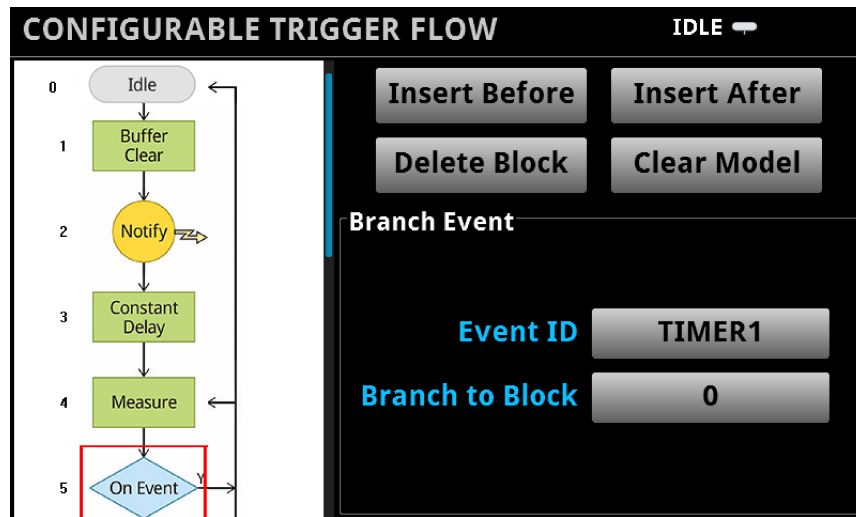 CONFIGURABLE TRIGGER FLOW
IDLE
0
Idle
1
Buffer
Clear
2
Notify
3
Constant
Delay
4
Measure
5
On Event
Y
Insert Before
Insert After
Delete Block
Clear Model
Branch Event
Event ID
TIMER1
Branch to Block
0